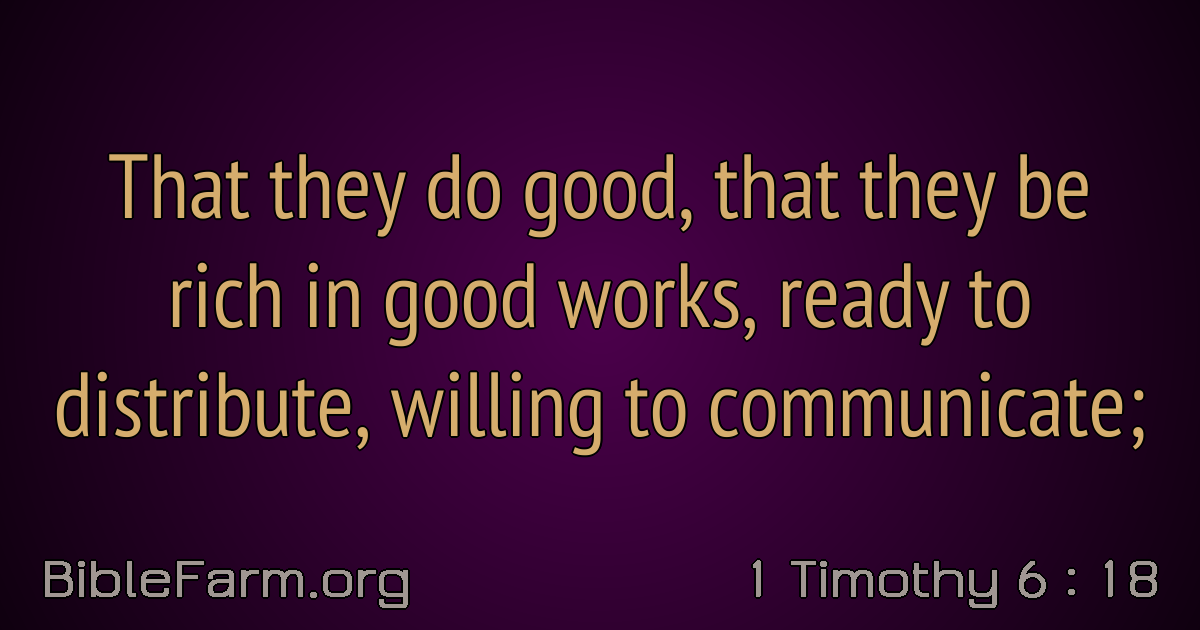 That they do good, that they be
rich in good works, ready to
distribute, willing to communicate;
BibleFarm.org
1 Timothy 6 : 18